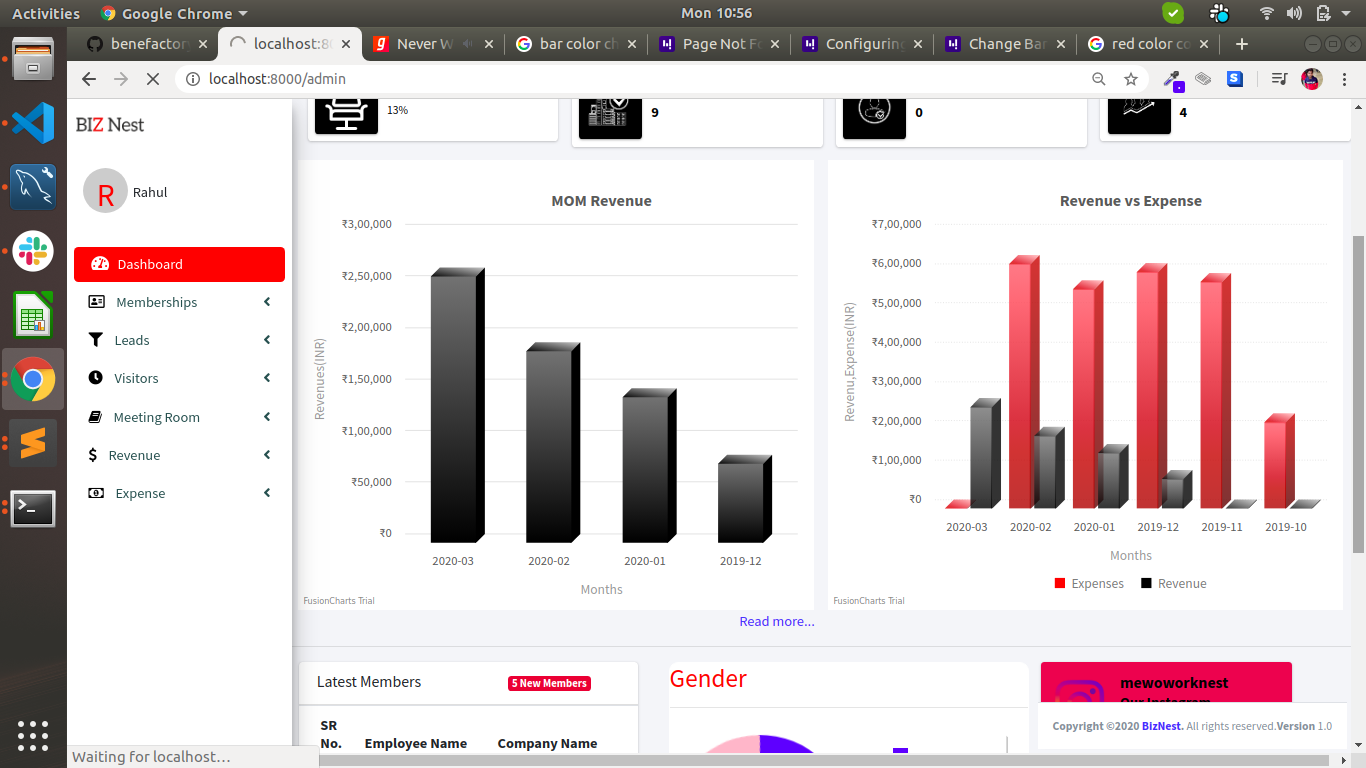 Activities Google Chrome Mon 10:56
benefactor localhost:80 Never W bar color ch Page Not Fo Configuring Change Bar red color co
localhost:8000/admin
BIZ Nest
R Rahul
Dashboard
Memberships
Leads
Visitors
Meeting Room
$ Revenue
Expense
13% 9 0 4
MOM Revenue
₹3,00,000
₹2,50,000
₹2,00,000
₹1,50,000
₹1,00,000
₹50,000
₹0
Revenues(INR)
2020-03 2020-02 2020-01 2019-12
Months
FusionCharts Trial
Revenue vs Expense
₹7,00,000
₹6,00,000
₹5,00,000
₹4,00,000
₹3,00,000
₹2,00,000
₹1,00,000
₹0
Revenu,Expense(INR)
2020-03 2020-02 2020-01 2019-12 2019-11 2019-10
Months
Expenses Revenue
FusionCharts Trial
Read more...
Latest Members 5 New Members
SR
No. Employee Name Company Name
Gender
mewoworknest
Our Instagram
Copyright ©2020 BizNest. All rights reserved.Version 1.0
Waiting for localhost…